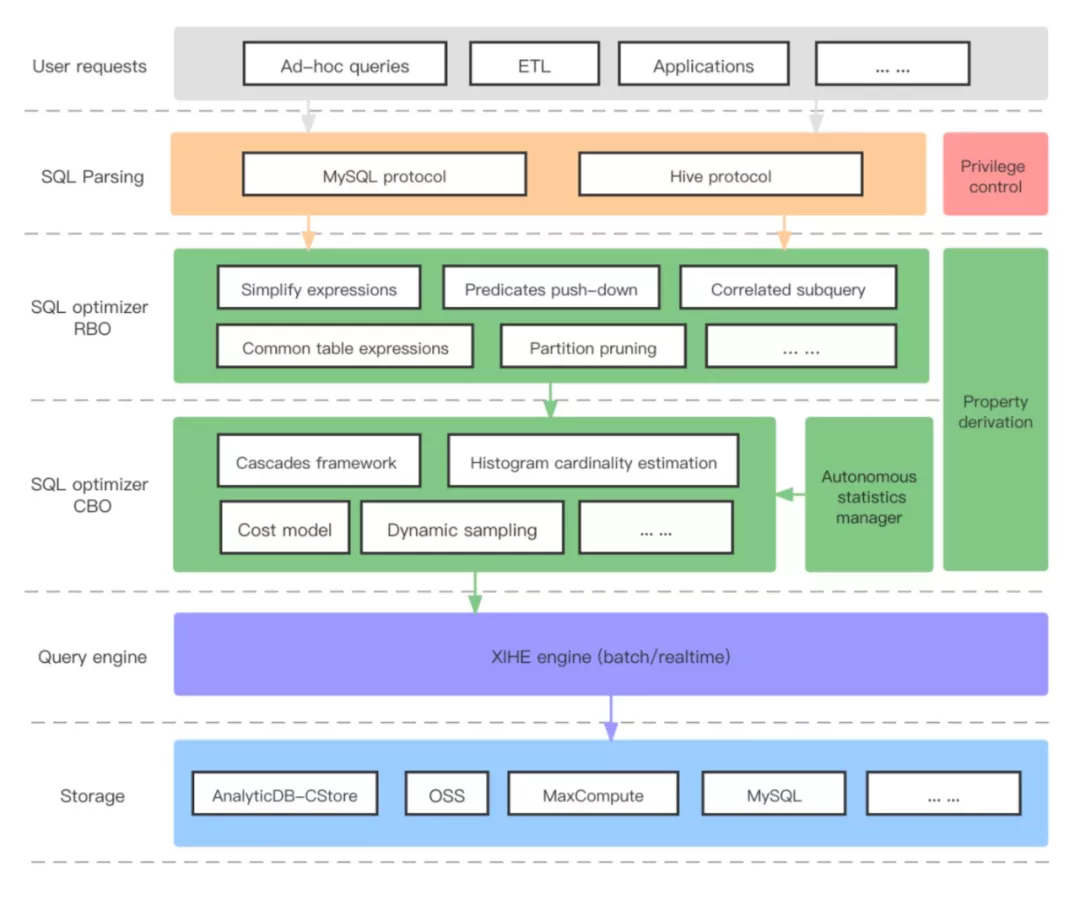 User requests
Ad-hoc queries
ETL
Applications
... ...
SQL Parsing
MySQL protocol
Hive protocol
Privilege
control
SQL optimizer
RBO
Simplify expressions
Predicates push-down
Correlated subquery
Common table expressions
Partition pruning
... ...
Property
derivation
SQL optimizer
CBO
Cascades framework
Histogram cardinality estimation
Cost model
Dynamic sampling
... ...
Autonomous
statistics
manager
Query engine
XIHE engine (batch/realtime)
Storage
AnalyticDB-CStore
OSS
MaxCompute
MySQL
... ...